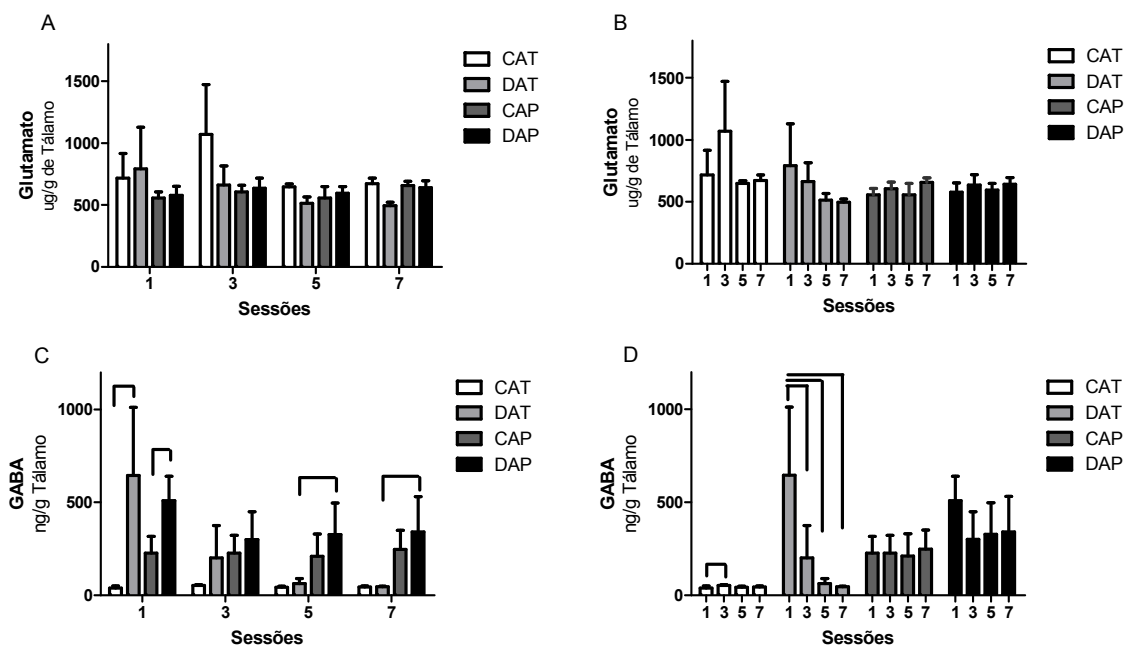 A
Glutamato
ug/g de Tálamo
1500
1000
500
0
1 3 5 7
Sessões
CAT
DAT
CAP
DAP
B
Glutamato
ug/g de Tálamo
1500
1000
500
0
1 3 5 7 1 3 5 7 1 3 5 7 1 3 5 7
Sessões
CAT
DAT
CAP
DAP
C
GABA
ng/g Tálamo
1000
500
0
1 3 5 7
Sessões
CAT
DAT
CAP
DAP
D
GABA
ng/g Tálamo
1000
500
0
1 3 5 7 1 3 5 7 1 3 5 7 1 3 5 7
Sessões
CAT
DAT
CAP
DAP